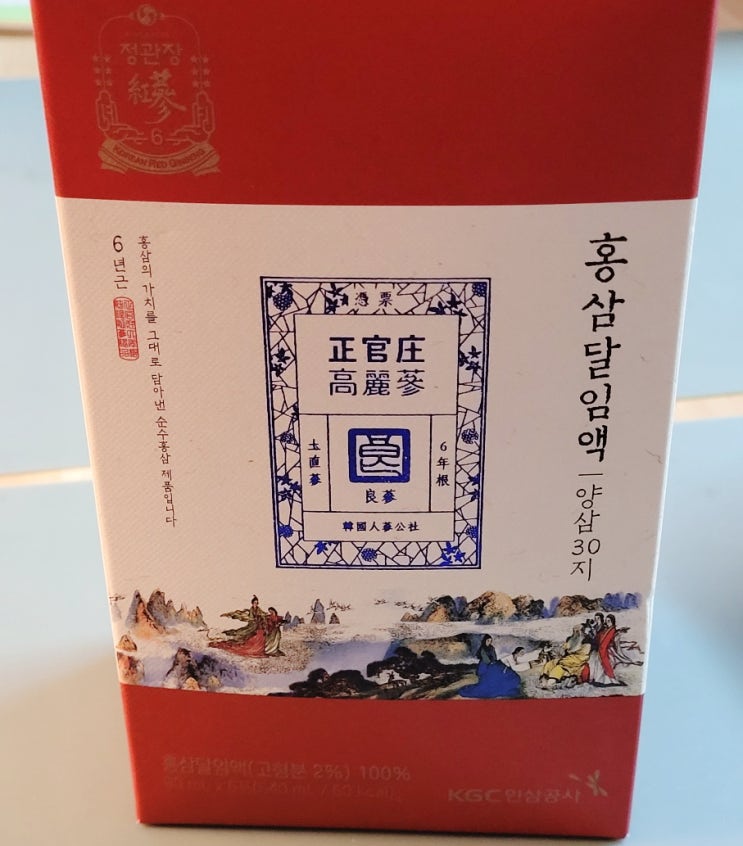 정관장
紅蔘
6
KOREAN RED GINSENG
홍삼달임액 양삼30지
홍삼의 가치를 그대로 담아낸 순수홍삼 제품입니다
6년근
憑票
正官庄
高麗蔘
6年根
良蔘
土直蔘
韓國人蔘公社
홍삼달임액(고형분 2%) 100%
KGC인삼공사